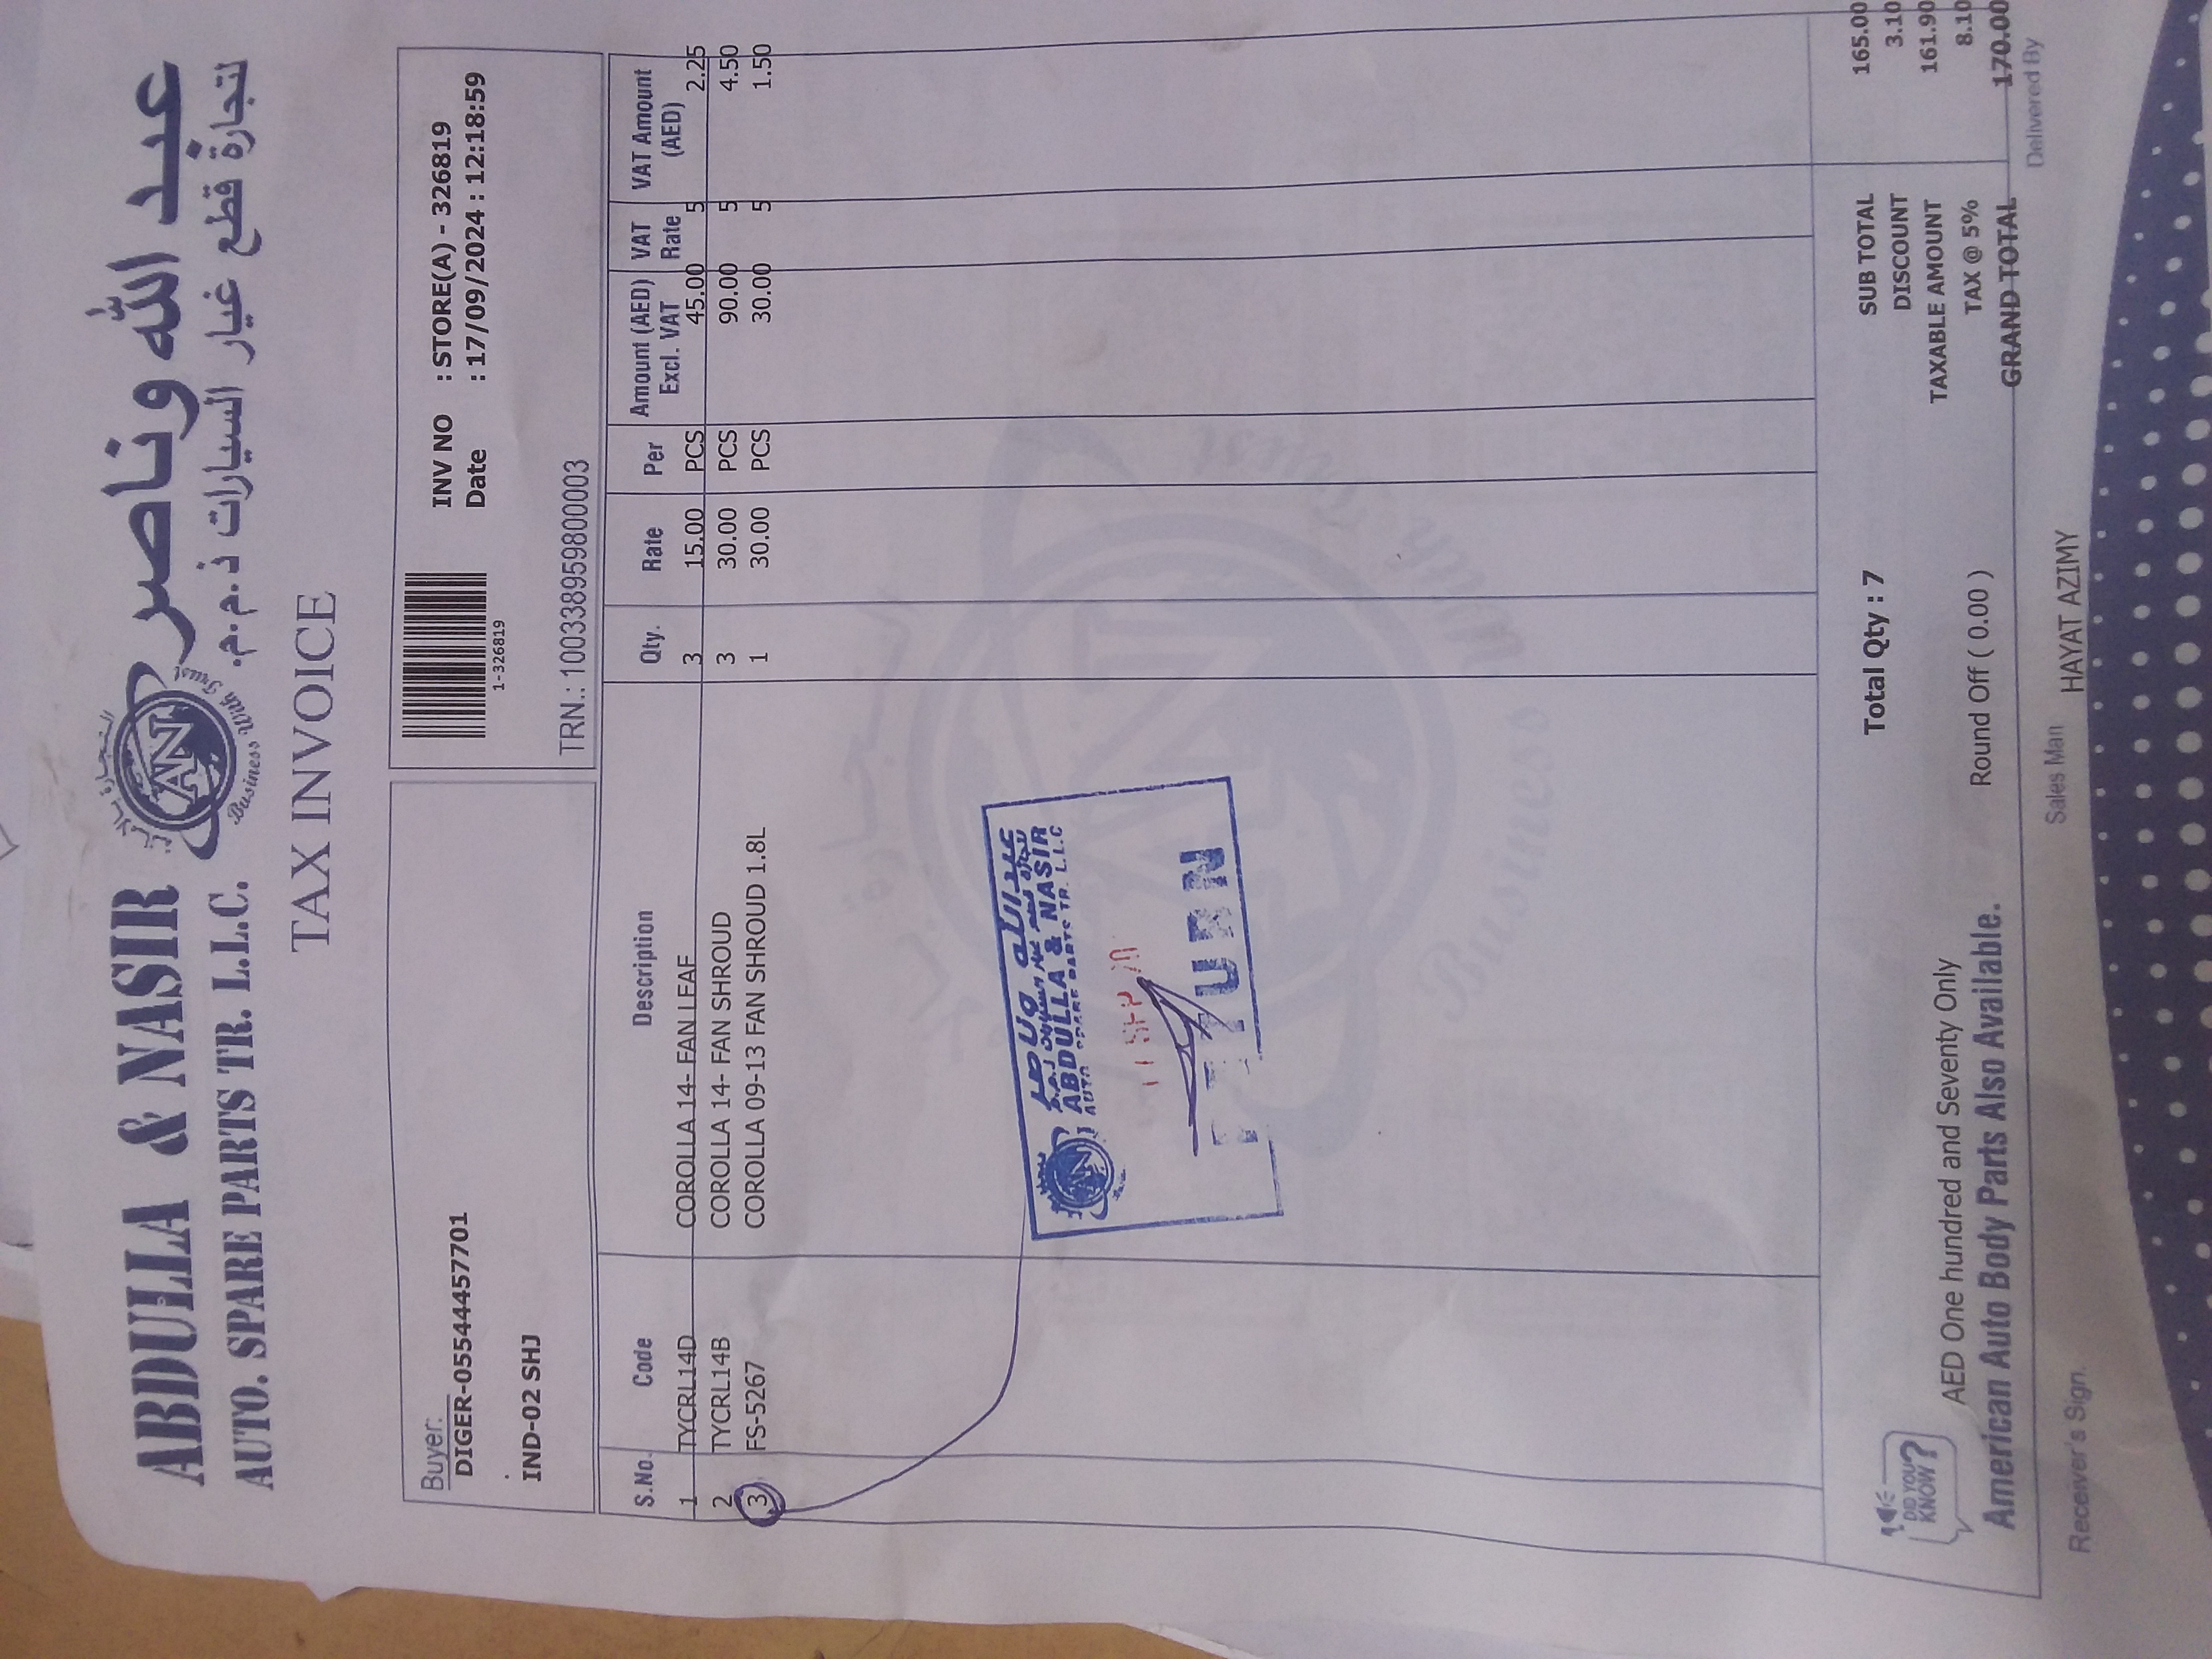 ABDULLA & NASIR
عبد الله وناصر
AUTO. SPARE PARTS TR. L.L.C.
لتجارة قطع غيار السيارات ذ.م.م.
AN
Business With Trust
TAX INVOICE
Buyer:
DIGER-0554457701
IND-02 SHJ
1-326819
INV NO : STORE(A) - 326819
Date : 17/09/2024 : 12:18:59
TRN.: 100338959800003
S.No. Code Description Qty. Rate Per Amount (AED) Excl. VAT VAT Rate VAT Amount (AED)
1 TYCRL14D COROLLA 14- FAN LEAF 3 15.00 PCS 45.00 5 2.25
2 TYCRL14B COROLLA 14- FAN SHROUD 3 30.00 PCS 90.00 5 4.50
3 FS-5267 COROLLA 09-13 FAN SHROUD 1.8L 1 30.00 PCS 30.00 5 1.50
AN
ABDULLA & NASIR
AUTO SPARE PARTS TR. L.L.C
SEP
Total Qty : 7
SUB TOTAL 165.00
DISCOUNT 3.10
TAXABLE AMOUNT 161.90
TAX @ 5% 8.10
GRAND TOTAL 170.00
DID YOU KNOW?
AED One hundred and Seventy Only
Round Off ( 0.00 )
American Auto Body Parts Also Available.
Receiver's Sign.
Sales Man HAYAT AZIMY
Delivered By